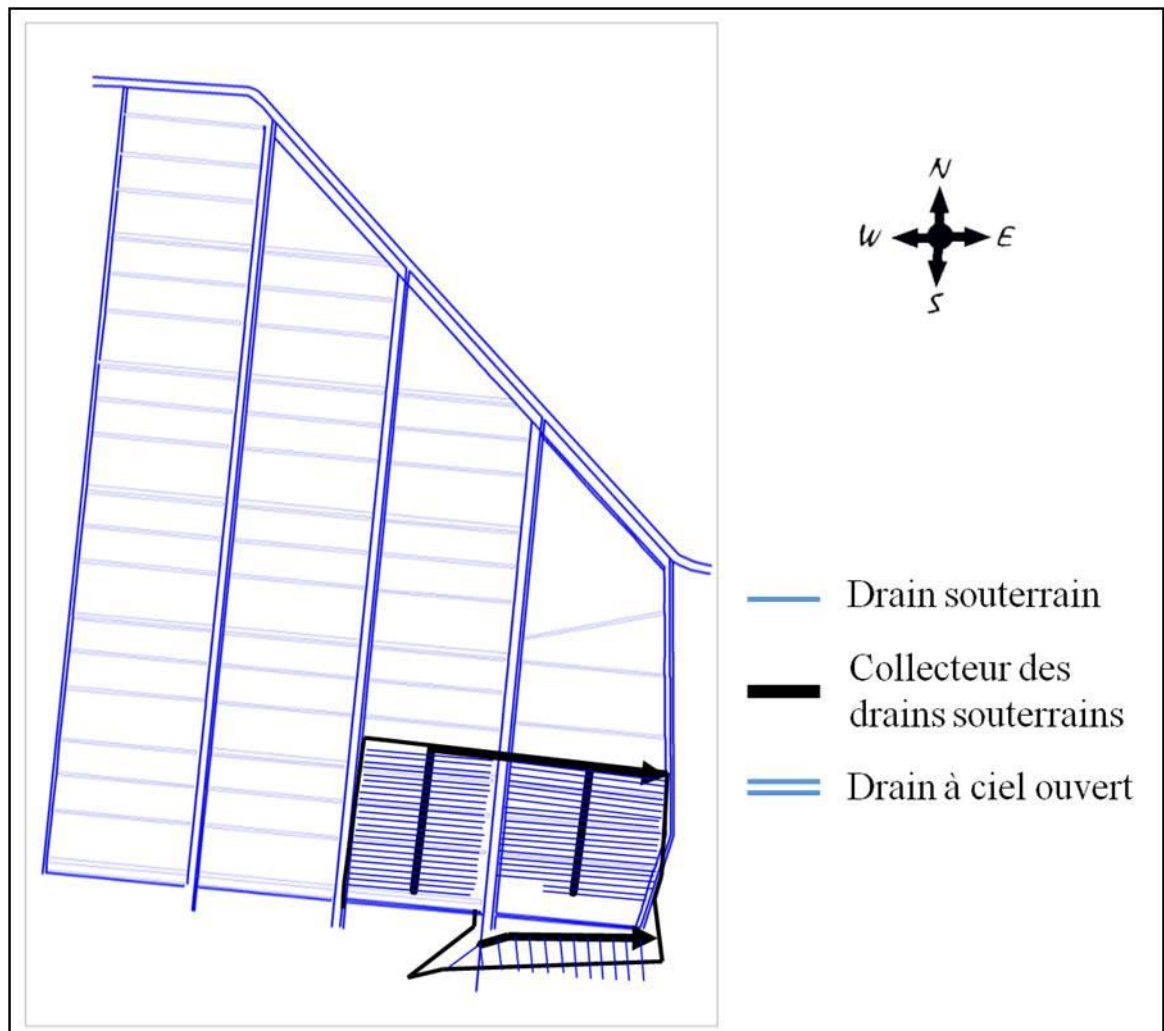 N
W E
S
Drain souterrain
Collecteur des
drains souterrains
Drain à ciel ouvert